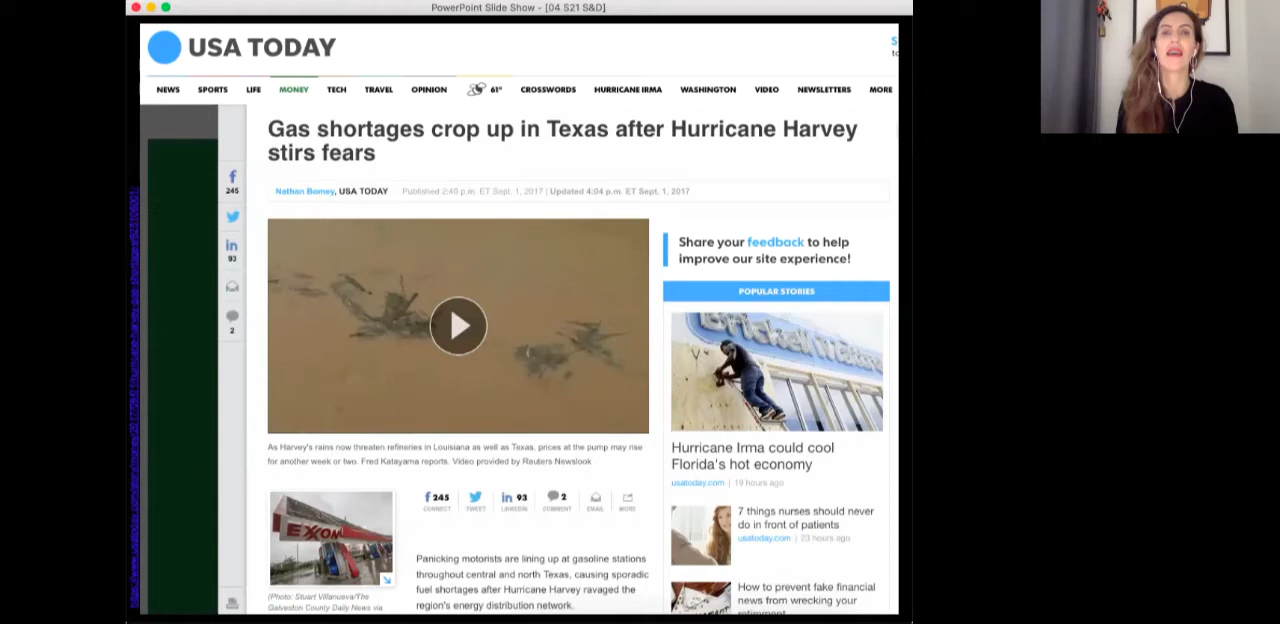 PowerPoint Slide Show - [04 S21 S&D]
USA TODAY
S
to
NEWS SPORTS LIFE MONEY TECH TRAVEL OPINION 61° CROSSWORDS HURRICANE IRMA WASHINGTON VIDEO NEWSLETTERS MORE
Gas shortages crop up in Texas after Hurricane Harvey
stirs fears
Nathan Bomey, USA TODAY Published 2:40 p.m. ET Sept. 1, 2017 | Updated 4:04 p.m. ET Sept. 1, 2017
245
93
2
Share your feedback to help
improve our site experience!
POPULAR STORIES
Hurricane Irma could cool
Florida's hot economy
usatoday.com | 19 hours ago
As Harvey's rains now threaten refineries in Louisiana as well as Texas, prices at the pump may rise
for another week or two. Fred Katayama reports. Video provided by Reuters Newslook
245 93 2
CONNECT TWEET LINKEDIN COMMENT EMAIL MORE
EXXON
(Photo: Stuart Villanueva/The
Galveston County Daily News via
Panicking motorists are lining up at gasoline stations
throughout central and north Texas, causing sporadic
fuel shortages after Hurricane Harvey ravaged the
region's energy distribution network.
7 things nurses should never
do in front of patients
usatoday.com | 23 hours ago
How to prevent fake financial
news from wrecking your
retirement